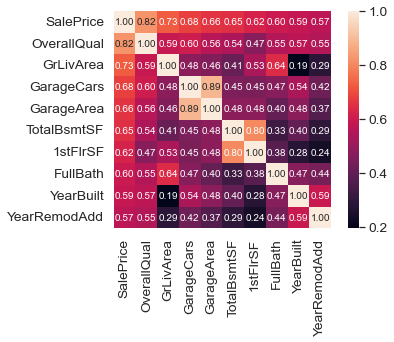 SalePrice 1.00 0.82 0.73 0.68 0.66 0.65 0.62 0.60 0.59 0.57
OverallQual 0.82 1.00 0.59 0.60 0.56 0.54 0.47 0.55 0.57 0.55
GrLivArea 0.73 0.59 1.00 0.48 0.46 0.41 0.53 0.64 0.19 0.29
GarageCars 0.68 0.60 0.48 1.00 0.89 0.45 0.45 0.47 0.54 0.42
GarageArea 0.66 0.56 0.46 0.89 1.00 0.48 0.48 0.40 0.48 0.37
TotalBsmtSF 0.65 0.54 0.41 0.45 0.48 1.00 0.80 0.33 0.40 0.29
1stFlrSF 0.62 0.47 0.53 0.45 0.48 0.80 1.00 0.38 0.28 0.24
FullBath 0.60 0.55 0.64 0.47 0.40 0.33 0.38 1.00 0.47 0.44
YearBuilt 0.59 0.57 0.19 0.54 0.48 0.40 0.28 0.47 1.00 0.59
YearRemodAdd 0.57 0.55 0.29 0.42 0.37 0.29 0.24 0.44 0.59 1.00
SalePrice
OverallQual
GrLivArea
GarageCars
GarageArea
TotalBsmtSF
1stFlrSF
FullBath
YearBuilt
YearRemodAdd
1.0
0.8
0.6
0.4
0.2